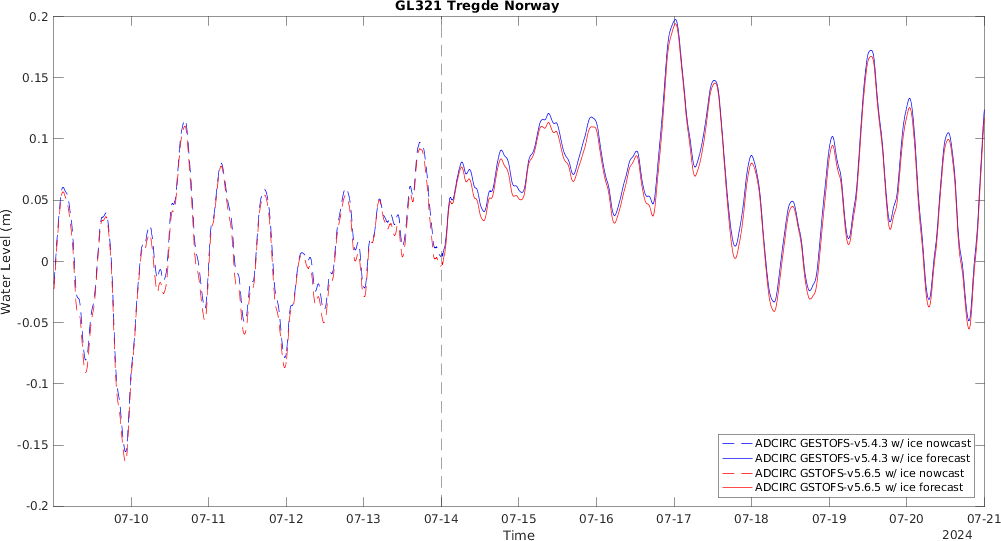 GL321 Tregde Norway
0.2
0.15
0.1
0.05
0
-0.05
-0.1
-0.15
-0.2
Water Level (m)
07-10 07-11 07-12 07-13 07-14 07-15 07-16 07-17 07-18 07-19 07-20 07-21
Time
2024
ADCIRC GESTOFS-v5.4.3 w/ ice nowcast
ADCIRC GESTOFS-v5.4.3 w/ ice forecast
ADCIRC GSTOFS-v5.6.5 w/ ice nowcast
ADCIRC GSTOFS-v5.6.5 w/ ice forecast